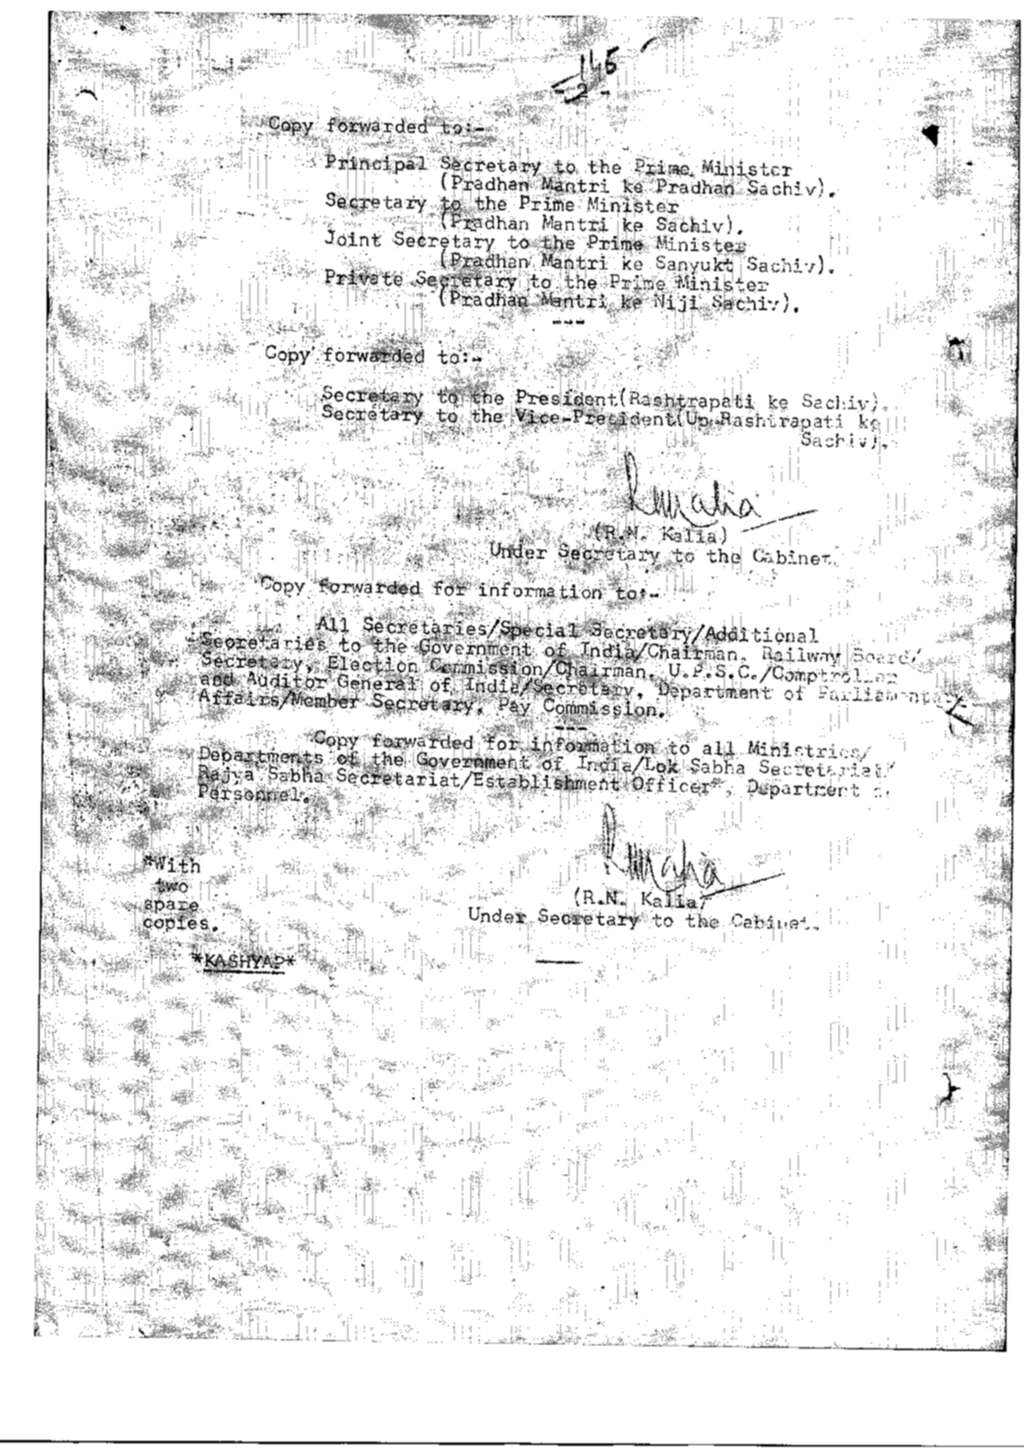 145
- 2 -
Copy forwarded to:-
Principal Secretary to the Prime Minister
(Pradhan Mantri ke Pradhan Sachiv).
Secretary to the Prime Minister
(Pradhan Mantri ke Sachiv).
Joint Secretary to the Prime Minister
(Pradhan Mantri ke Sanyukt Sachiv).
Private Secretary to the Prime Minister
(Pradhan Mantri ke Niji Sachiv).
---
Copy forwarded to:-
Secretary to the President(Rashtrapati ke Sachiv).
Secretary to the Vice-President(Up-Rashtrapati ke
Sachiv).
(R.N. Kalia)
Under Secretary to the Cabinet.
Copy forwarded for information to:-
All Secretaries/Special Secretary/Additional
Secretaries to the Government of India/Chairman, Railway Board/
Secretary, Election Commission/Chairman, U.P.S.C./Comptroller
and Auditor General of India/Secretary, Department of Parliamentary
Affairs/Member Secretary, Pay Commission.
---
Copy forwarded for information to all Ministries/
Departments of the Government of India/Lok Sabha Secretariat/
Rajya Sabha Secretariat/Establishment Officer*, Department of
Personnel.
*With
two
spare
copies.
(R.N. Kalia)
Under Secretary to the Cabinet.
*KASHYAP*